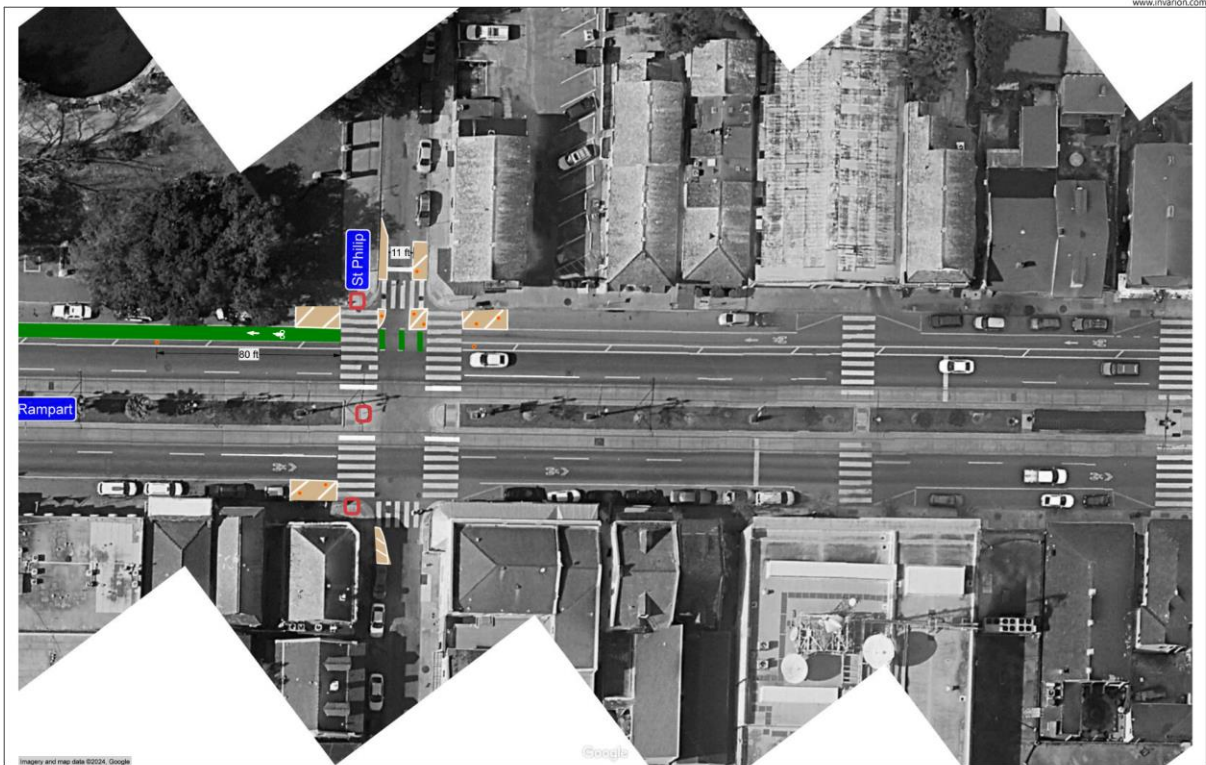 www.invarion.com
St Philip
11 ft
80 ft
Rampart
Imagery and map data ©2024, Google
Google